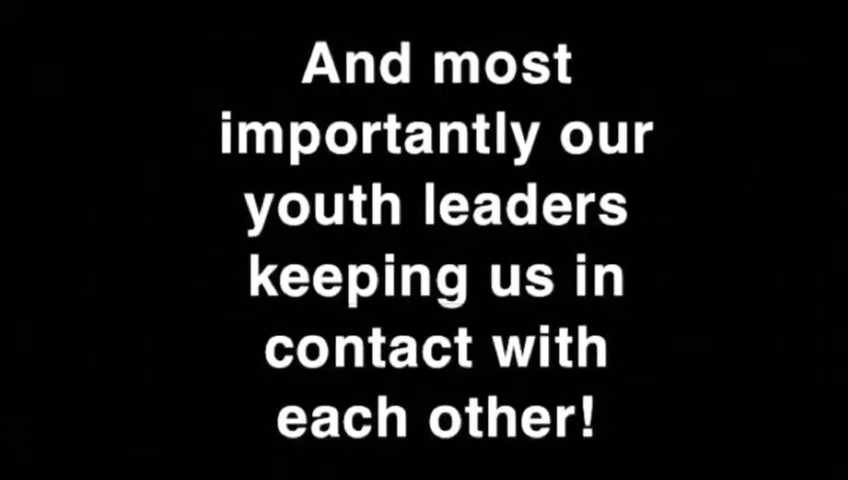 And most
importantly our
youth leaders
keeping us in
contact with
each other!